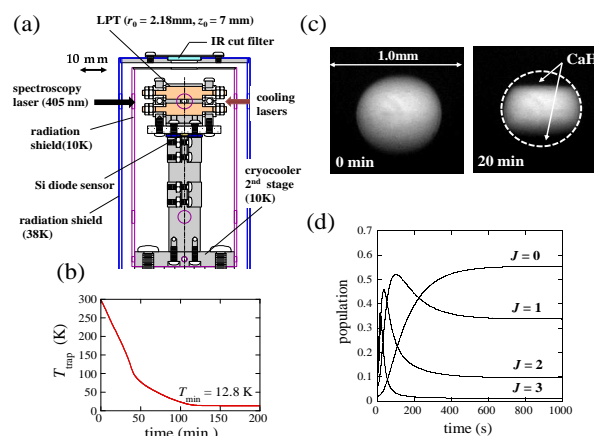 (a)
LPT (r0 = 2.18mm, z0 = 7 mm)
IR cut filter
10 mm
spectroscopy
laser (405 nm)
cooling
lasers
radiation
shield(10K)
Si diode sensor
radiation shield
(38K)
cryocooler
2nd stage
(10K)
(b)
300
250
200
150
100
50
0
Ttrap (K)
Tmin = 12.8 K
0 50 100 150 200
time (min.)
(c)
1.0mm
0 min
CaH
20 min
(d)
0.7
0.6
0.5
0.4
0.3
0.2
0.1
0
population
J = 0
J = 1
J = 2
J = 3
0 200 400 600 800 1000
time (s)